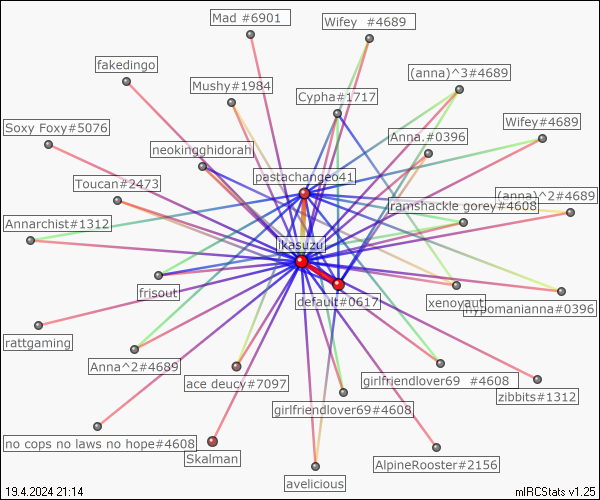 Mad #6901
Wifey #4689
fakedingo
(anna)^3#4689
Mushy#1984
Cypha#1717
Soxy Foxy#5076
Wifey#4689
Anna.#0396
neokingghidorah
pastachangeo41
Toucan#2473
(anna)^2#4689
ramshackle gorey#4608
Annarchist#1312
ikasuzu
frisout
default#0617
xenoyaut
hypomanianna#0396
rattgaming
Anna^2#4689
ace deucy#7097
girlfriendlover69 #4608
zibbits#1312
girlfriendlover69#4608
no cops no laws no hope#4608
Skalman
AlpineRooster#2156
avelicious
19.4.2024 21:14
mIRCStats v1.25